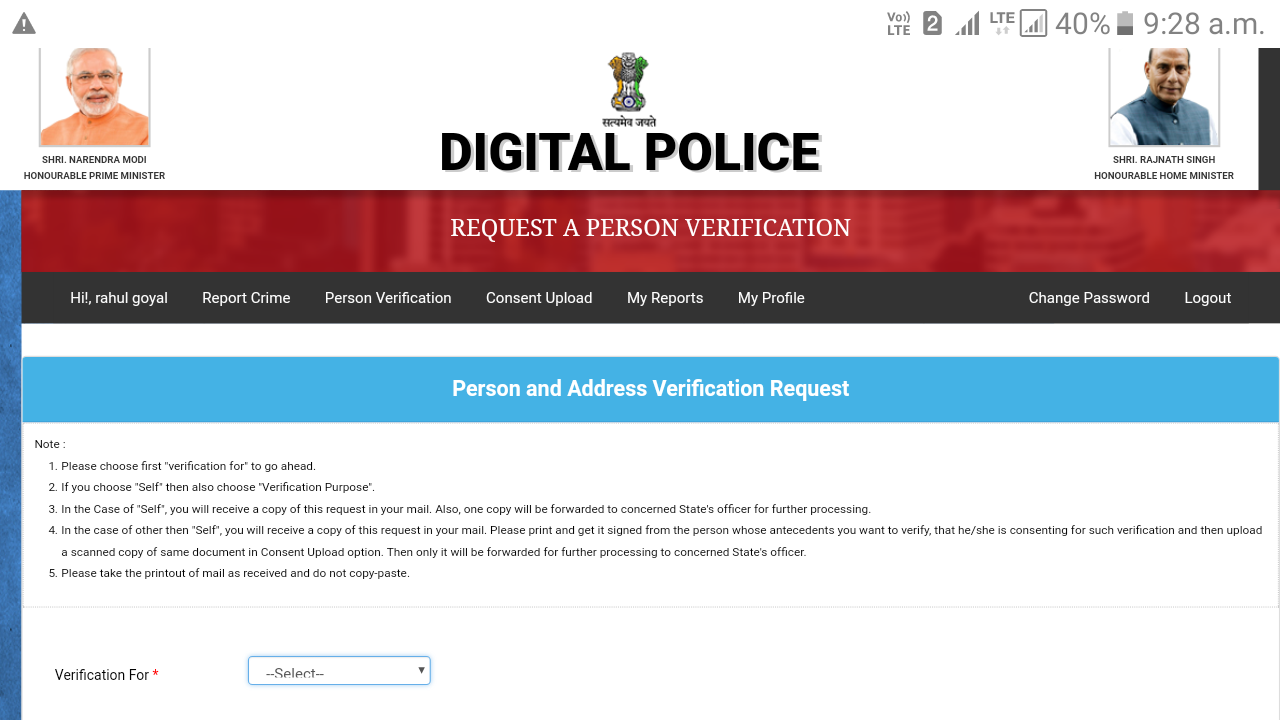 Vo)) LTE 2 LTE 40% 9:28 a.m.
सत्यमेव जयते
DIGITAL POLICE
SHRI. NARENDRA MODI
HONOURABLE PRIME MINISTER
SHRI. RAJNATH SINGH
HONOURABLE HOME MINISTER
REQUEST A PERSON VERIFICATION
Hi!, rahul goyal Report Crime Person Verification Consent Upload My Reports My Profile Change Password Logout
Person and Address Verification Request
Note :
1. Please choose first "verification for" to go ahead.
2. If you choose "Self" then also choose "Verification Purpose".
3. In the Case of "Self", you will receive a copy of this request in your mail. Also, one copy will be forwarded to concerned State's officer for further processing.
4. In the case of other then "Self", you will receive a copy of this request in your mail. Please print and get it signed from the person whose antecedents you want to verify, that he/she is consenting for such verification and then upload
a scanned copy of same document in Consent Upload option. Then only it will be forwarded for further processing to concerned State's officer.
5. Please take the printout of mail as received and do not copy-paste.
Verification For * --Select--